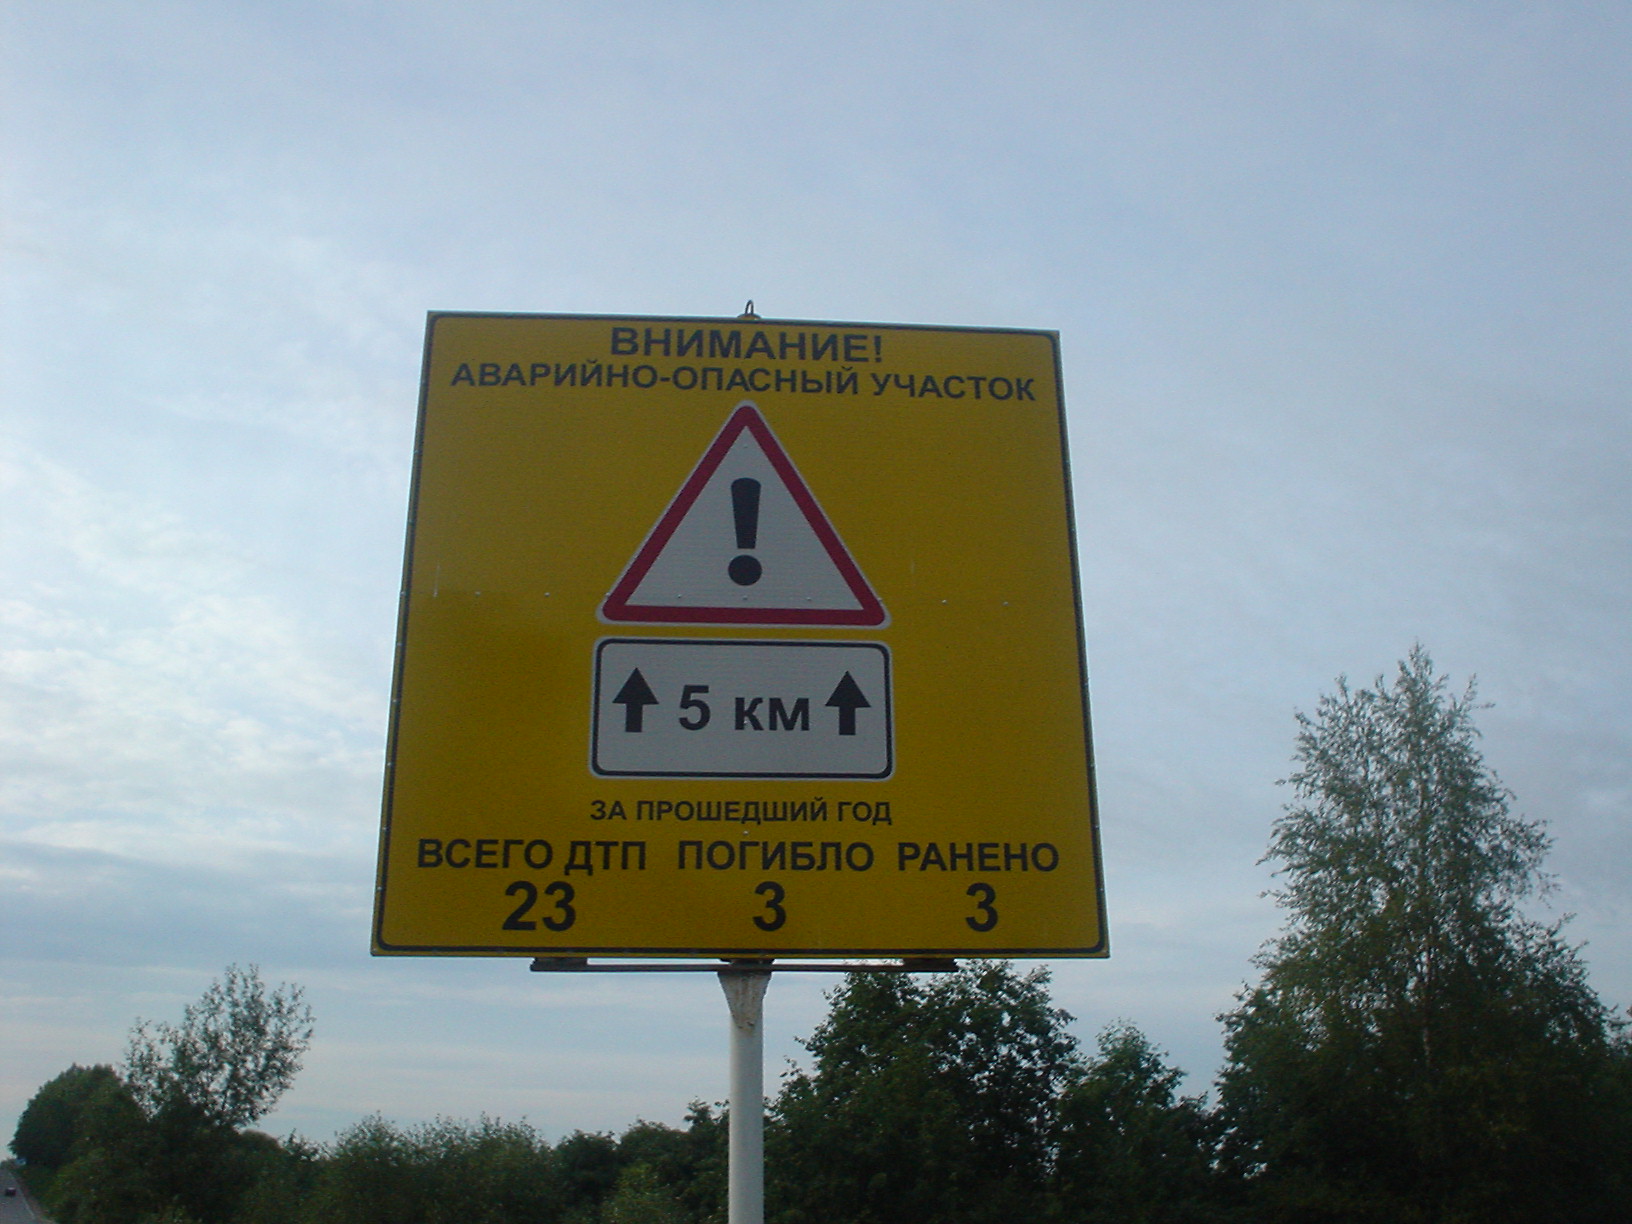 ВНИМАНИЕ!
АВАРИЙНО-ОПАСНЫЙ УЧАСТОК
!
5 км
ЗА ПРОШЕДШИЙ ГОД
ВСЕГО ДТП ПОГИБЛО РАНЕНО
23 3 3